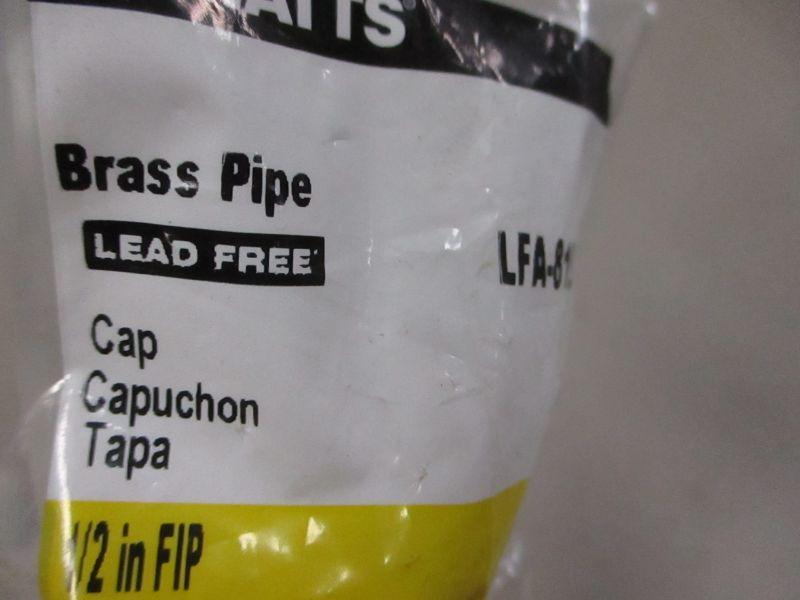 Brass Pipe
LEAD FREE
Cap
Capuchon
Tapa
1/2 in FIP